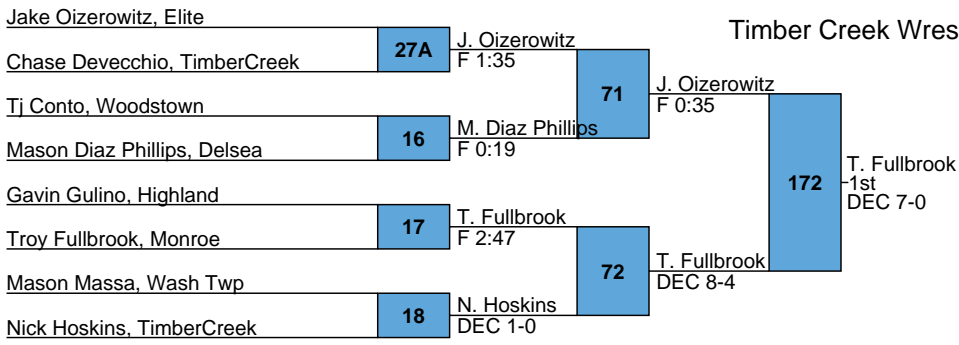 Timber Creek Wres
Jake Oizerowitz, Elite
27A
J. Oizerowitz
F 1:35
Chase Devecchio, TimberCreek
71
J. Oizerowitz
F 0:35
Tj Conto, Woodstown
16
M. Diaz Phillips
F 0:19
Mason Diaz Phillips, Delsea
172
T. Fullbrook
1st
DEC 7-0
Gavin Gulino, Highland
17
T. Fullbrook
F 2:47
Troy Fullbrook, Monroe
72
T. Fullbrook
DEC 8-4
Mason Massa, Wash Twp
18
N. Hoskins
DEC 1-0
Nick Hoskins, TimberCreek